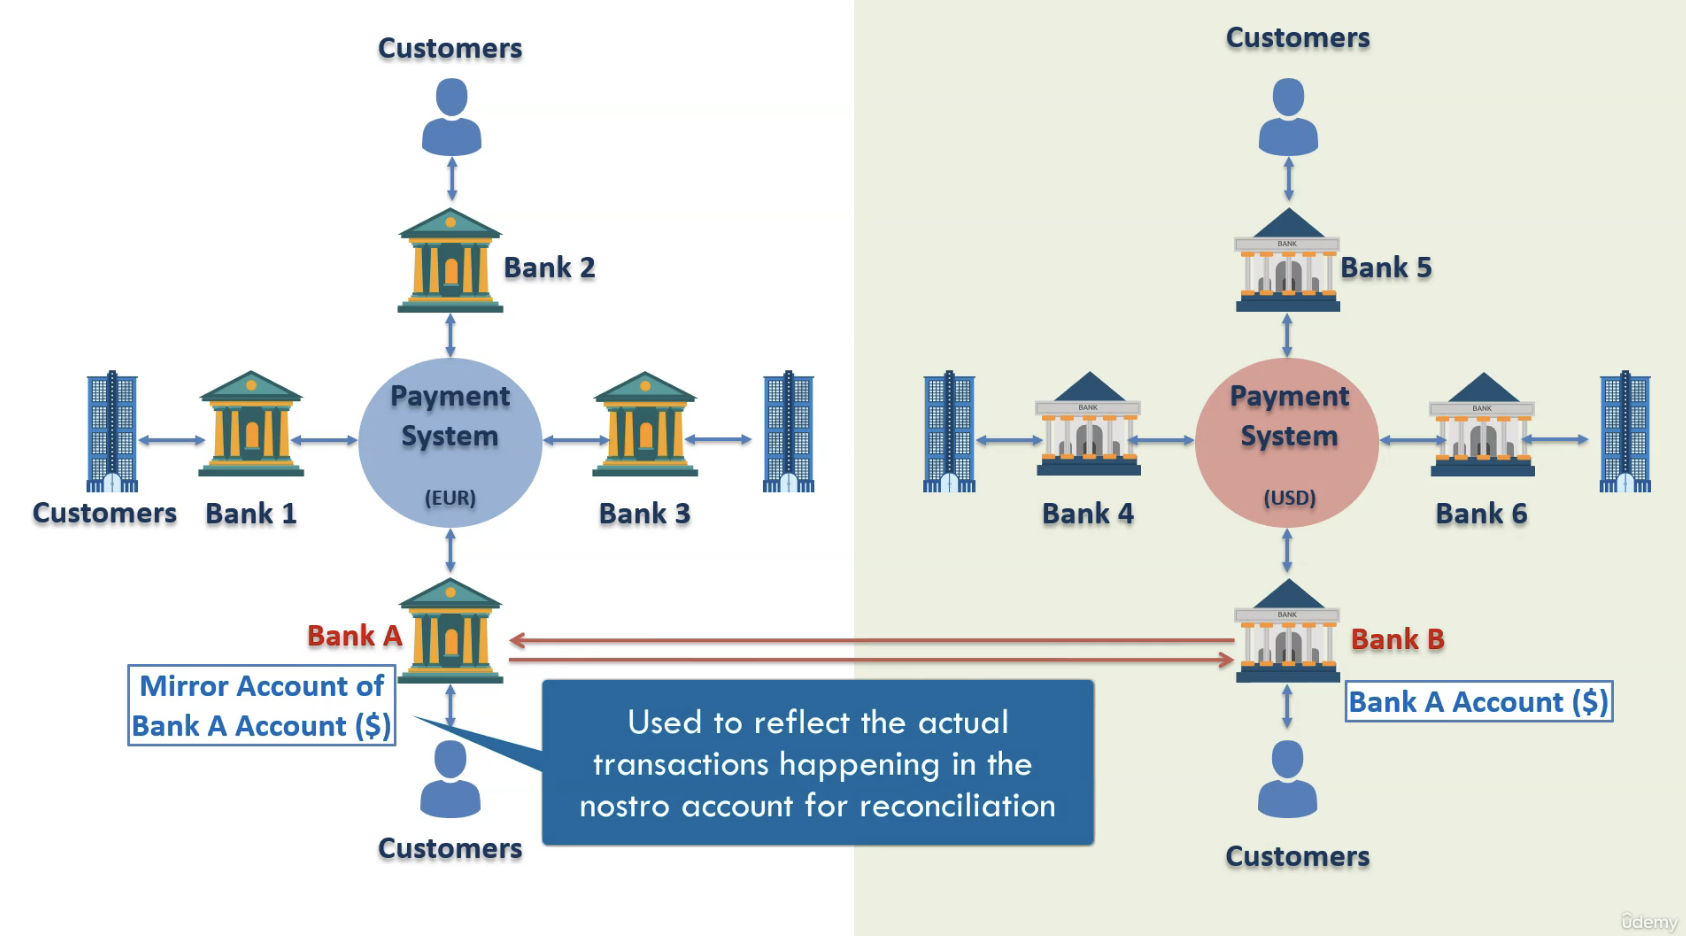 Customers
Customers
BANK
Bank 2
Bank 5
Payment
System
(EUR)
Payment
System
(USD)
BANK
BANK
Customers
Bank 1
Bank 3
Bank 4
Bank 6
BANK
Bank A
Bank B
Mirror Account of
Bank A Account ($)
Bank A Account ($)
Used to reflect the actual
transactions happening in the
nostro account for reconciliation
Customers
Customers
ûdemy